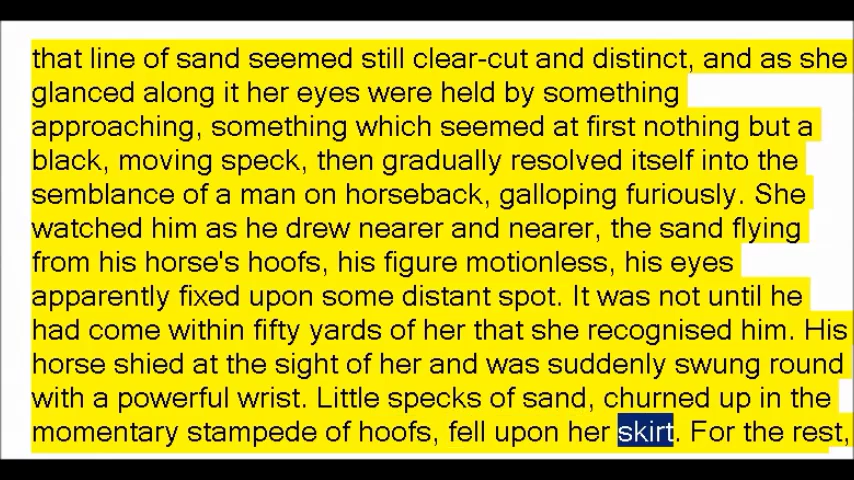 that line of sand seemed still clear-cut and distinct, and as she
glanced along it her eyes were held by something
approaching, something which seemed at first nothing but a
black, moving speck, then gradually resolved itself into the
semblance of a man on horseback, galloping furiously. She
watched him as he drew nearer and nearer, the sand flying
from his horse's hoofs, his figure motionless, his eyes
apparently fixed upon some distant spot. It was not until he
had come within fifty yards of her that she recognised him. His
horse shied at the sight of her and was suddenly swung round
with a powerful wrist. Little specks of sand, churned up in the
momentary stampede of hoofs, fell upon her skirt. For the rest,